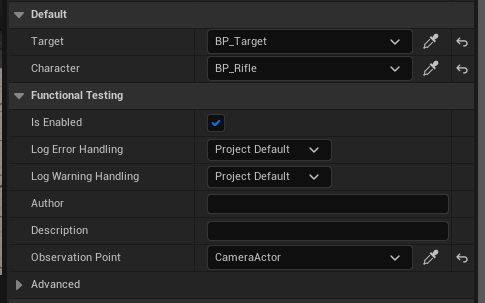 Default
Target BP_Target
Character BP_Rifle
Functional Testing
Is Enabled
Log Error Handling Project Default
Log Warning Handling Project Default
Author
Description
Observation Point CameraActor
Advanced